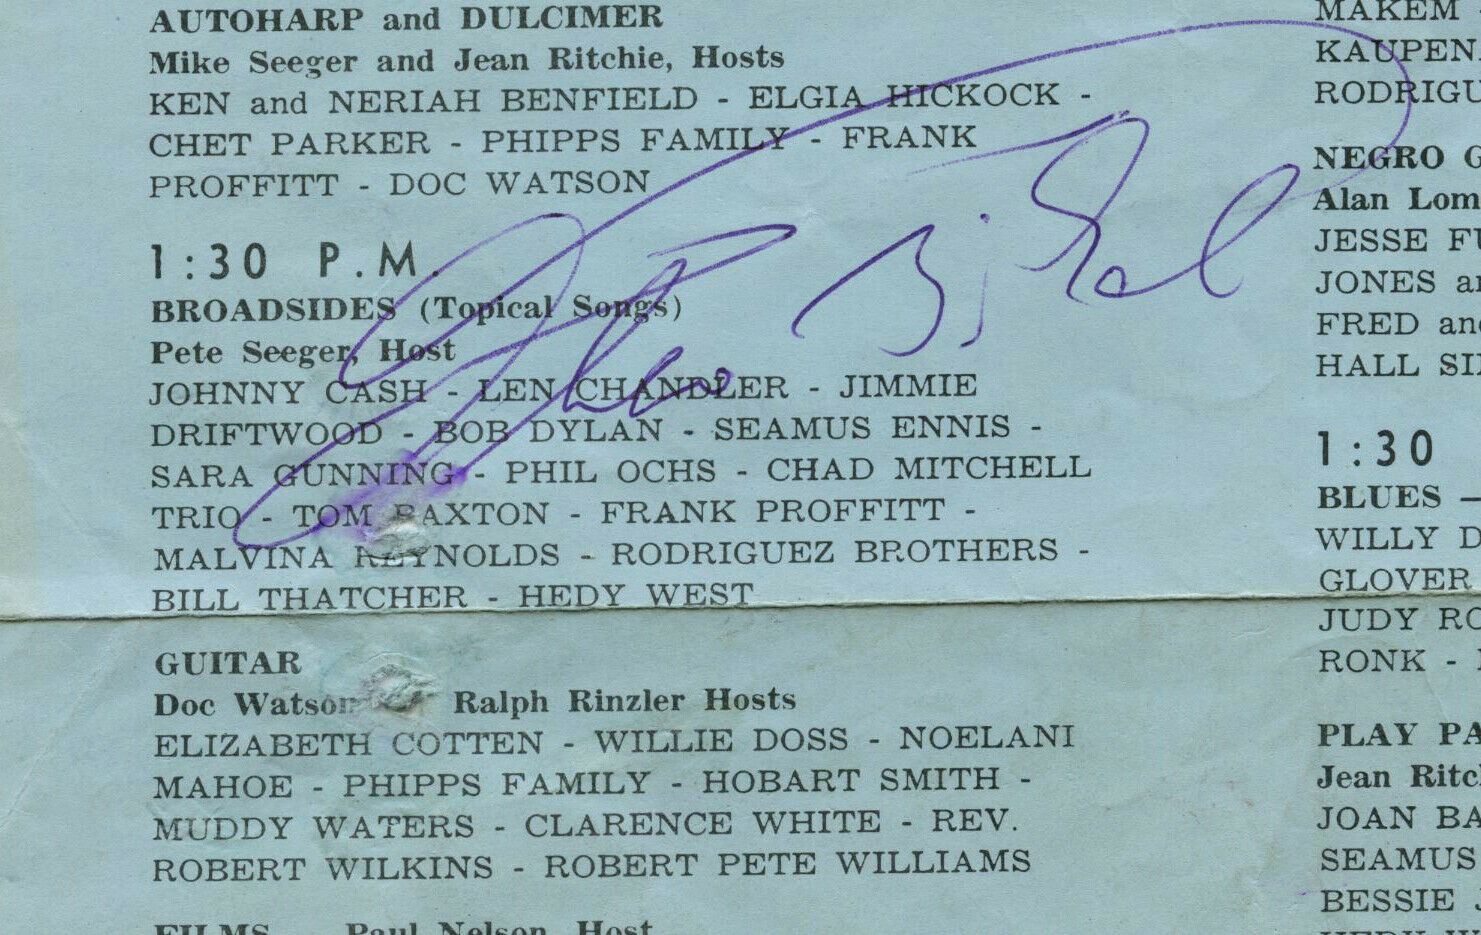 AUTOHARP and DULCIMER
Mike Seeger and Jean Ritchie, Hosts
KEN and NERIAH BENFIELD - ELGIA HICKOCK -
CHET PARKER - PHIPPS FAMILY - FRANK
PROFFITT - DOC WATSON
1:30 P.M.
BROADSIDES (Topical Songs)
Pete Seeger, Host
JOHNNY CASH - LEN CHANDLER - JIMMIE
DRIFTWOOD - BOB DYLAN - SEAMUS ENNIS -
SARA GUNNING - PHIL OCHS - CHAD MITCHELL
TRIO - TOM PAXTON - FRANK PROFFITT -
MALVINA REYNOLDS - RODRIGUEZ BROTHERS -
BILL THATCHER - HEDY WEST
GUITAR
Doc Watson Ralph Rinzler Hosts
ELIZABETH COTTEN - WILLIE DOSS - NOELANI
MAHOE - PHIPPS FAMILY - HOBART SMITH -
MUDDY WATERS - CLARENCE WHITE - REV.
ROBERT WILKINS - ROBERT PETE WILLIAMS
FILMS Paul Nelson, Host
MAKEM
KAUPEN
RODRIGU
NEGRO G
Alan Lom
JESSE FU
JONES an
FRED and
HALL SI
1:30
BLUES —
WILLY D
GLOVER
JUDY RO
RONK -
PLAY PA
Jean Ritc
JOAN BA
SEAMUS
BESSIE J